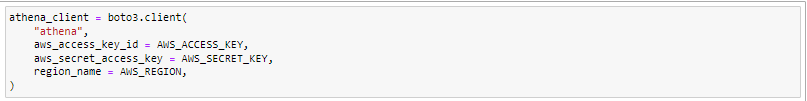 athena_client = boto3.client(
    "athena",
    aws_access_key_id = AWS_ACCESS_KEY,
    aws_secret_access_key = AWS_SECRET_KEY,
    region_name = AWS_REGION,
)